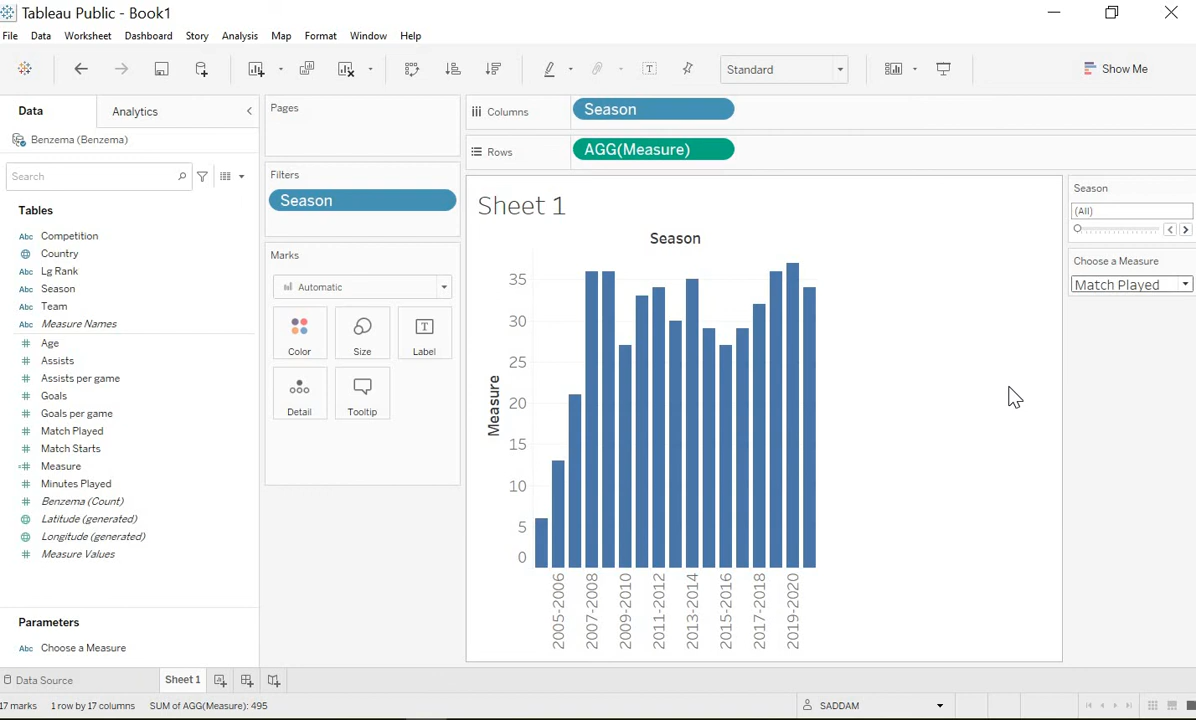 Tableau Public - Book1
File Data Worksheet Dashboard Story Analysis Map Format Window Help
Standard
Show Me
Data
Analytics
Benzema (Benzema)
Search
Tables
Abc Competition
Country
Abc Lg Rank
Abc Season
Abc Team
Abc Measure Names
# Age
# Assists
# Assists per game
# Goals
# Goals per game
# Match Played
# Match Starts
=# Measure
# Minutes Played
# Benzema (Count)
Latitude (generated)
Longitude (generated)
# Measure Values
Parameters
Abc Choose a Measure
Pages
Filters
Season
Marks
Automatic
Color
Size
Label
Detail
Tooltip
Columns
Season
Rows
AGG(Measure)
Sheet 1
Season
Measure
35
30
25
20
15
10
5
0
2005-2006
2007-2008
2009-2010
2011-2012
2013-2014
2015-2016
2017-2018
2019-2020
Season
(All)
Choose a Measure
Match Played
Data Source
Sheet 1
17 marks 1 row by 17 columns SUM of AGG(Measure): 495
SADDAM